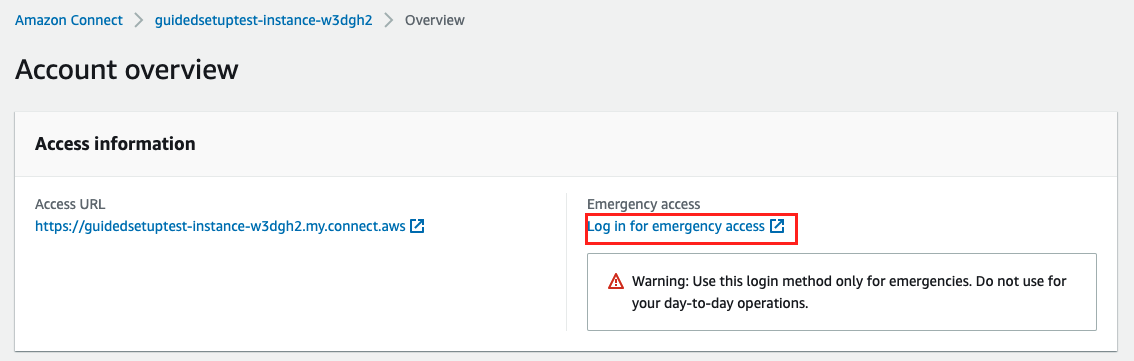 Amazon Connect > guidedsetuptest-instance-w3dgh2 > Overview
Account overview
Access information
Access URL
https://guidedsetuptest-instance-w3dgh2.my.connect.aws
Emergency access
Log in for emergency access
Warning: Use this login method only for emergencies. Do not use for
your day-to-day operations.